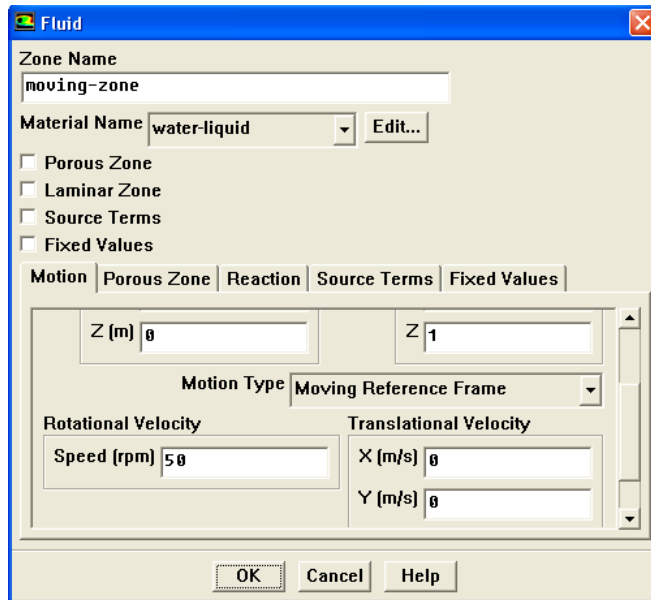 Fluid
Zone Name
moving-zone
Material Name water-liquid Edit...
Porous Zone
Laminar Zone
Source Terms
Fixed Values
Motion Porous Zone Reaction Source Terms Fixed Values
Z (m) 0 Z 1
Motion Type Moving Reference Frame
Rotational Velocity Translational Velocity
Speed (rpm) 50 X (m/s) 0
Y (m/s) 0
OK Cancel Help